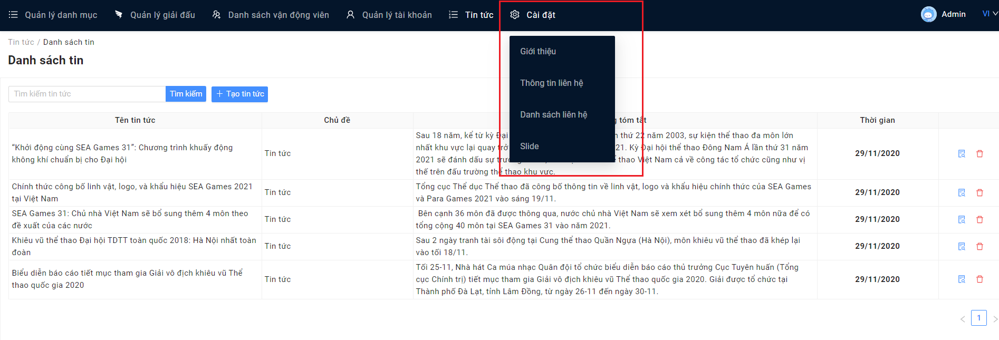 Quản lý danh mục
Quản lý giải đấu
Danh sách vận động viên
Quản lý tài khoản
Tin tức
Cài đặt
Admin
VI
Giới thiệu
Thông tin liên hệ
Danh sách liên hệ
Slide
Tin tức / Danh sách tin
Danh sách tin
Tìm kiếm tin tức
Tìm kiếm
Tạo tin tức
Tên tin tức
Chủ đề
tóm tắt
Thời gian
“Khởi động cùng SEA Games 31”: Chương trình khuấy động
không khí chuẩn bị cho Đại hội
Tin tức
Sau 18 năm, kể từ kỳ Đại thứ 22 năm 2003, sự kiện thể thao đa môn lớn
nhất khu vực lại quay trở 21. Kỳ Đại hội thể thao Đông Nam Á lần thứ 31 năm
2021 sẽ đánh dấu sự thao Việt Nam cả về công tác tổ chức cũng như vị
thế trên đấu trường thể thao khu vực.
29/11/2020
Chính thức công bố linh vật, logo, và khẩu hiệu SEA Games 2021
tại Việt Nam
Tin tức
Tổng cục Thể dục Thể thao đã công bố thông tin về linh vật, logo và khẩu hiệu chính thức của SEA Games
và Para Games 2021 vào sáng 19/11.
29/11/2020
SEA Games 31: Chủ nhà Việt Nam sẽ bổ sung thêm 4 môn theo
đề xuất của các nước
Tin tức
Bên cạnh 36 môn đã được thông qua, nước chủ nhà Việt Nam sẽ xem xét bổ sung thêm 4 môn nữa để có
tổng cộng 40 môn tại SEA Games 31 vào năm 2021.
29/11/2020
Khiêu vũ thể thao Đại hội TDTT toàn quốc 2018: Hà Nội nhất toàn
đoàn
Tin tức
Sau 2 ngày tranh tài sôi động tại Cung thể thao Quần Ngựa (Hà Nội), môn khiêu vũ thể thao đã khép lại
vào tối 18/11.
29/11/2020
Biểu diễn báo cáo tiết mục tham gia Giải vô địch khiêu vũ Thể
thao quốc gia 2020
Tin tức
Tối 25-11, Nhà hát Ca múa nhạc Quân đội tổ chức biểu diễn báo cáo thủ trưởng Cục Tuyên huấn (Tổng
cục Chính trị) tiết mục tham gia Giải vô địch khiêu vũ Thể thao quốc gia 2020. Giải được tổ chức tại
Thành phố Đà Lạt, tỉnh Lâm Đồng, từ ngày 26-11 đến ngày 30-11.
29/11/2020
1